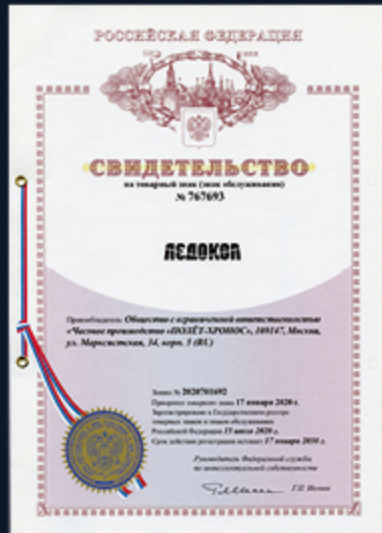 РОССИЙСКАЯ ФЕДЕРАЦИЯ
СВИДЕТЕЛЬСТВО
на товарный знак (знак обслуживания)
№ 767693
ЛЕДОКОЛ
Правообладатель: Общество с ограниченной ответственностью
«Частное производство «ПОЛЁТ-ХРОНОС», 109147, Москва,
ул. Марксистская, 34, корп. 5 (RU)
Заявка № 2020701692
Приоритет товарного знака 17 января 2020 г.
Зарегистрировано в Государственном реестре
товарных знаков и знаков обслуживания
Российской Федерации 15 июля 2020 г.
Срок действия регистрации истекает 17 января 2030 г.
Руководитель Федеральной службы
по интеллектуальной собственности
Г.П. Ивлиев